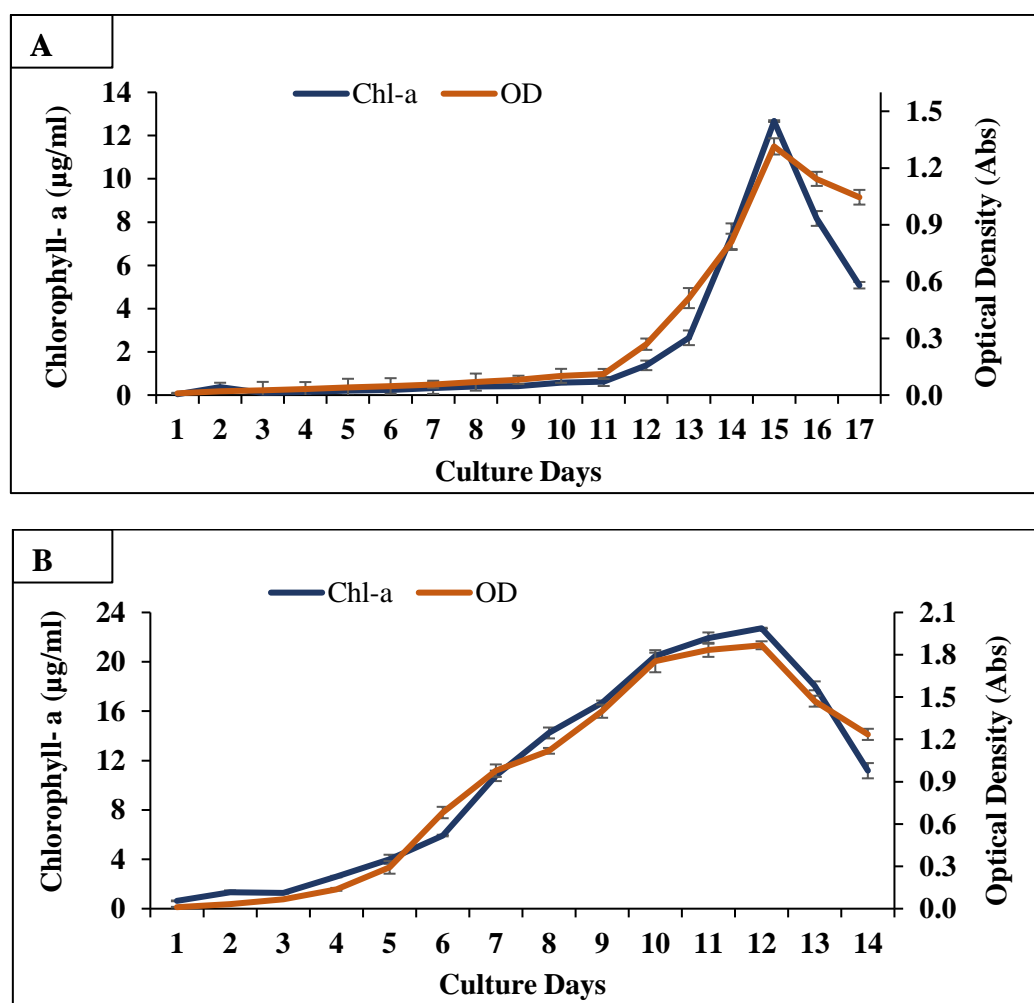 A
Chl-a OD
Chlorophyll- a (µg/ml)
14
12
10
8
6
4
2
0
1.5
1.2
0.9
0.6
0.3
0.0
Optical Density (Abs)
1 2 3 4 5 6 7 8 9 10 11 12 13 14 15 16 17
Culture Days
B
Chl-a OD
Chlorophyll- a (µg/ml)
24
20
16
12
8
4
0
2.1
1.8
1.5
1.2
0.9
0.6
0.3
0.0
Optical Density (Abs)
1 2 3 4 5 6 7 8 9 10 11 12 13 14
Culture Days